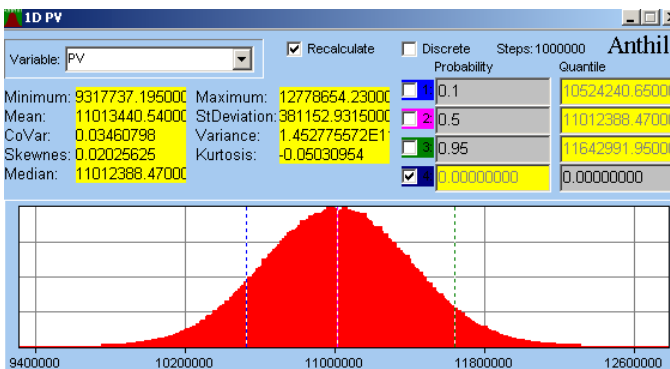 1D PV
Variable: PV
Recalculate
Discrete Steps: 1000000 Anthil
Probability Quantile
Minimum: 9317737.195000 Maximum: 12778654.23000
Mean: 11013440.54000 StDeviation: 381152.9315000
CoVar: 0.03460798 Variance: 1.452775572E1
Skewnes: 0.02025625 Kurtosis: -0.05030954
Median: 11012388.47000
1 0.1 10524240.65000
2 0.5 11012388.47000
3 0.95 11642991.95000
0.00000000 0.00000000
9400000 10200000 11000000 11800000 12600000